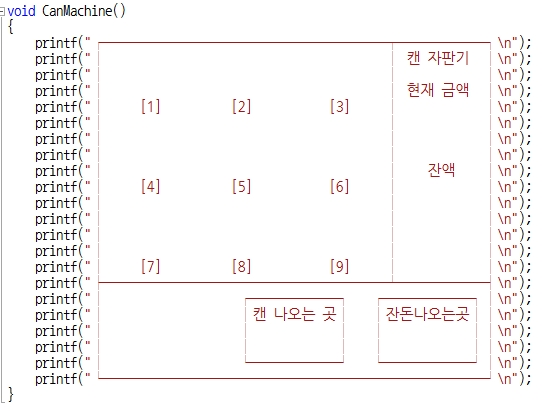 void CanMachine()
{
printf(" \n");
printf(" 캔 자판기 \n");
printf(" \n");
printf(" 현재 금액 \n");
printf(" [1] [2] [3] \n");
printf(" \n");
printf(" \n");
printf(" \n");
printf(" 잔액 \n");
printf(" [4] [5] [6] \n");
printf(" \n");
printf(" \n");
printf(" \n");
printf(" \n");
printf(" [7] [8] [9] \n");
printf(" \n");
printf(" \n");
printf(" 캔 나오는 곳 잔돈나오는곳 \n");
printf(" \n");
printf(" \n");
printf(" \n");
printf(" \n");
}